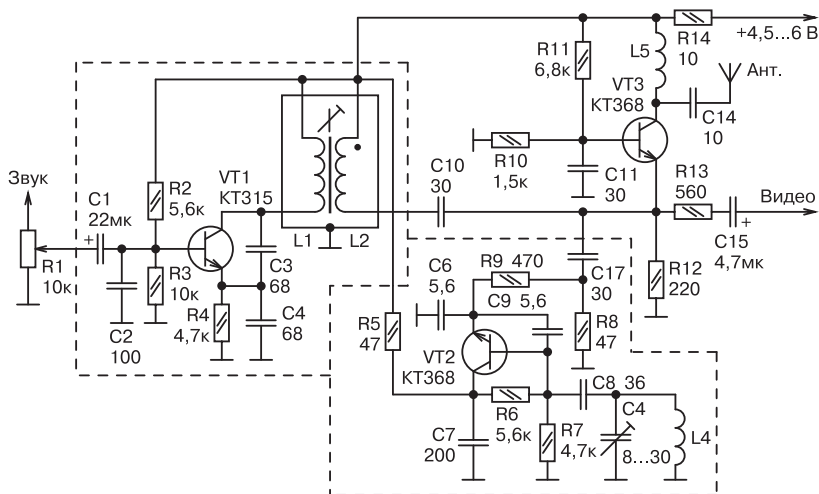 +4,5...6 В
R14
10
L5
R11
6,8к
Ант.
VT3
КТ368
C14
10
R10
1,5к
C11
30
C10
30
R13
560
Видео
C15
4,7мк
Звук
C1
22мк
R2
5,6к
VT1
КТ315
L1
L2
R1
10к
R3
10к
C2
100
R4
4,7к
C3
68
C4
68
C6
5,6
R9 470
C9 5,6
C17
30
R12
220
R5
47
VT2
КТ368
R8
47
C8 36
R6
5,6к
C4
8...30
L4
C7
200
R7
4,7к